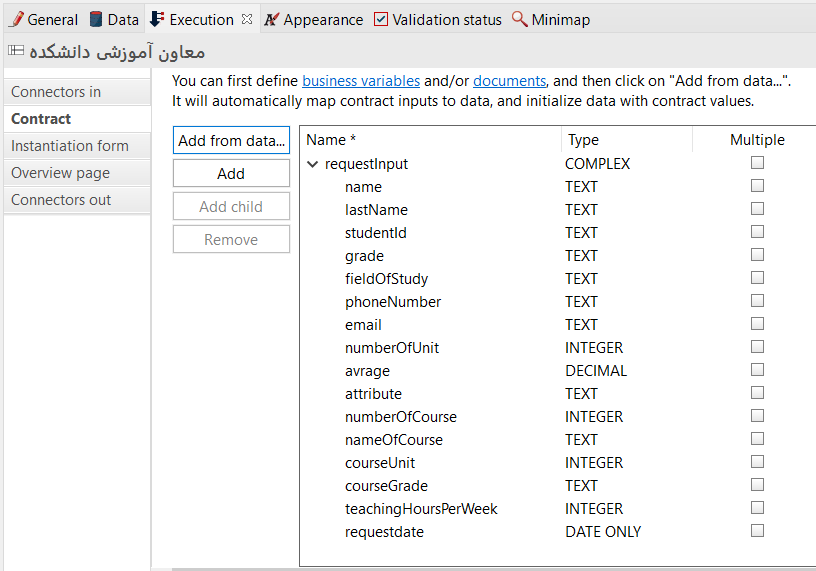 General Data Execution Appearance Validation status Minimap
معاون آموزشی دانشکده
Connectors in
Contract
Instantiation form
Overview page
Connectors out
You can first define business variables and/or documents, and then click on "Add from data...".
It will automatically map contract inputs to data, and initialize data with contract values.
Add from data...
Add
Add child
Remove
Name * Type Multiple
requestInput COMPLEX
name TEXT
lastName TEXT
studentId TEXT
grade TEXT
fieldOfStudy TEXT
phoneNumber TEXT
email TEXT
numberOfUnit INTEGER
avrage DECIMAL
attribute TEXT
numberOfCourse INTEGER
nameOfCourse TEXT
courseUnit INTEGER
courseGrade TEXT
teachingHoursPerWeek INTEGER
requestdate DATE ONLY